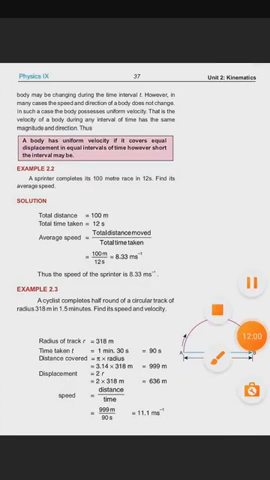 Physics IX 37 Unit 2: Kinematics
body may be changing during the time interval t. However, in
many cases the speed and direction of a body does not change.
In such a case the body possesses uniform velocity. That is the
velocity of a body during any interval of time has the same
magnitude and direction. Thus
A body has uniform velocity if it covers equal
displacement in equal intervals of time however short
the interval may be.
EXAMPLE 2.2
A sprinter completes its 100 metre race in 12s. Find its
average speed.
SOLUTION
Total distance = 100 m
Total time taken = 12 s
Average speed = Total distance moved
Total time taken
= 100 m
12 s
= 8.33 ms⁻¹
Thus the speed of the sprinter is 8.33 ms⁻¹.
EXAMPLE 2.3
A cyclist completes half round of a circular track of
radius 318 m in 1.5 minutes. Find its speed and velocity.
Radius of track r = 318 m
Time taken t = 1 min. 30 s = 90 s
Distance covered = π × radius
= 3.14 × 318 m = 999 m
Displacement = 2 r
= 2 × 318 m = 636 m
speed = distance
time
= 999 m
90 s
= 11.1 ms⁻¹
A
12:00